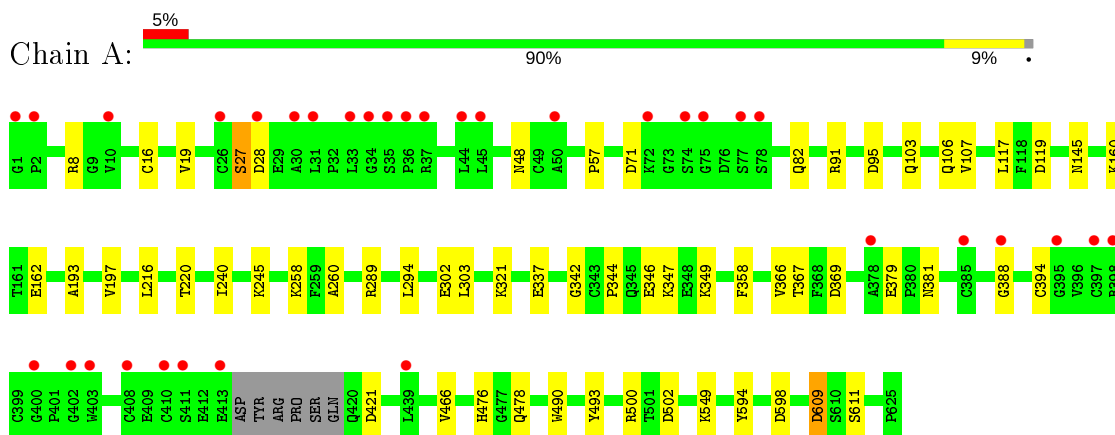 5%
Chain A:
90% 9%
G1 P2 R8 G9 V10 C16 V19 C26 S27 D28 E29 A30 L31 P32 L33 G34 S35 P36 R37 L44 L45 N48 C49 A50 P57 D71 K72 G73 S74 G75 D76 S77 S78 Q82 R91 D95 Q103 Q106 V107 L117 F118 D119 N145 K160
T161 E162 A193 V197 L216 T220 I240 K245 K258 F259 A260 R289 L294 E302 L303 K321 E337 G342 C343 P344 Q345 E346 K347 E348 K349 F358 V366 T367 F368 D369 A378 E379 P380 N381 C385 G388 C394 G395 V396 C397
C399 G400 P401 G402 W403 C408 E409 C410 S411 E412 E413 ASP TYR ARG PRO SER GLN Q420 D421 L439 V466 H476 G477 Q478 W490 Y493 R500 T501 D502 K549 Y594 D598 D609 S610 S611 P625